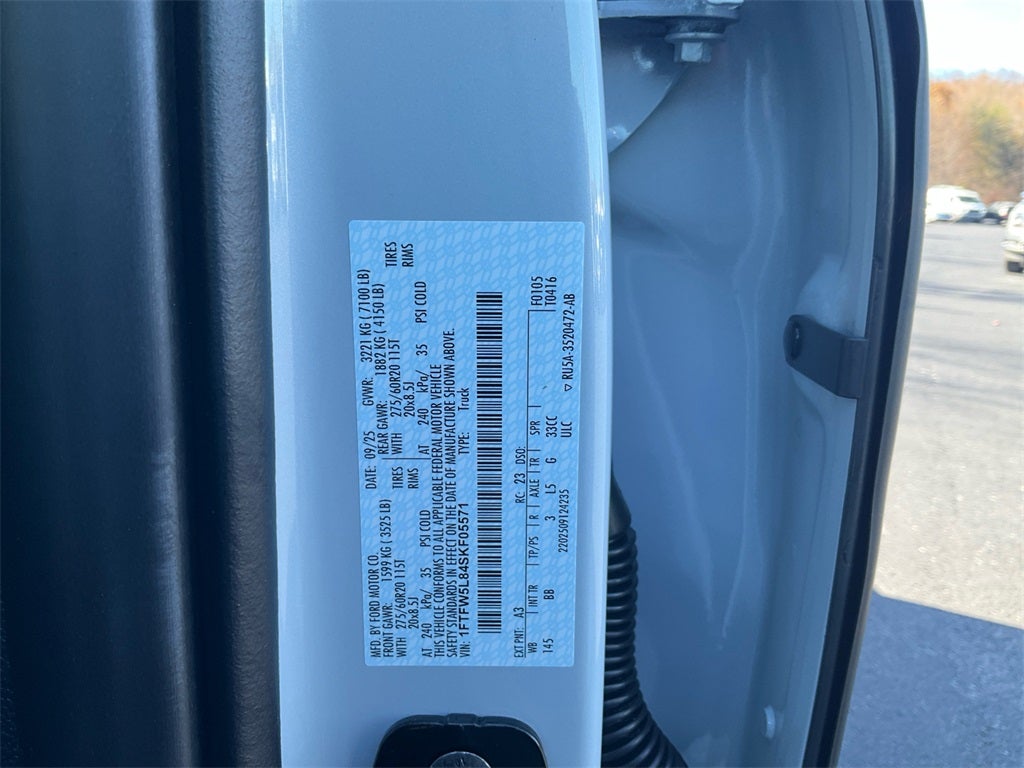 MFD. BY FORD MOTOR CO. DATE: 09/25 GVWR: 3221 KG ( 7100 LB)
FRONT GAWR: 1599 KG ( 3525 LB) REAR GAWR: 1882 KG ( 4150 LB)
WITH 275/60R20 115T TIRES WITH 275/60R20 115T TIRES
20x8.5J RIMS 20x8.5J RIMS
AT 240 kPa/ 35 PSI COLD AT 240 kPa/ 35 PSI COLD
THIS VEHICLE CONFORMS TO ALL APPLICABLE FEDERAL MOTOR VEHICLE
SAFETY STANDARDS IN EFFECT ON THE DATE OF MANUFACTURE SHOWN ABOVE.
VIN: 1FTFW5L84SKF05571 TYPE: Truck
EXT PNT: A3 RC: 23 DSO: F0105
WB INT TR TP/PS R AXLE TR SPR T0416
145 BB 3 L5 G 33CC
2202509124235 ULC ▽ RU5A-3520472-AB